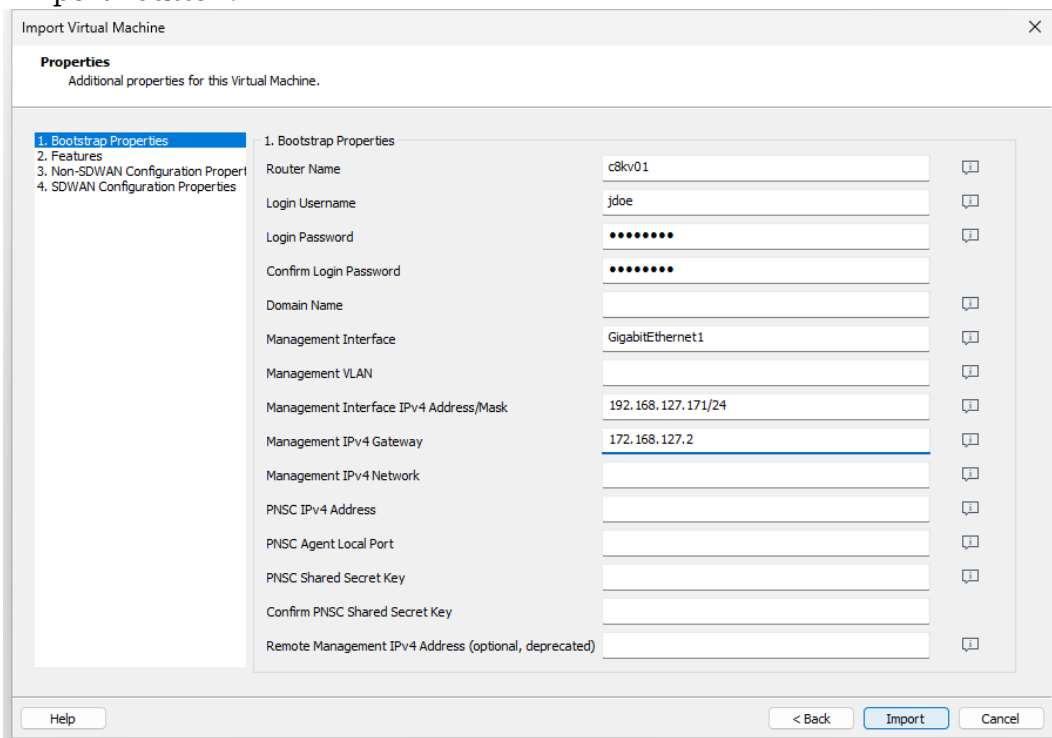 Import Virtual Machine
Properties
Additional properties for this Virtual Machine.
1. Bootstrap Properties
2. Features
3. Non-SDWAN Configuration Propert
4. SDWAN Configuration Properties
1. Bootstrap Properties
Router Name c8kv01
Login Username jdoe
Login Password ●●●●●●●●
Confirm Login Password ●●●●●●●●
Domain Name
Management Interface GigabitEthernet1
Management VLAN
Management Interface IPv4 Address/Mask 192.168.127.171/24
Management IPv4 Gateway 172.168.127.2
Management IPv4 Network
PNSC IPv4 Address
PNSC Agent Local Port
PNSC Shared Secret Key
Confirm PNSC Shared Secret Key
Remote Management IPv4 Address (optional, deprecated)
Help < Back Import Cancel